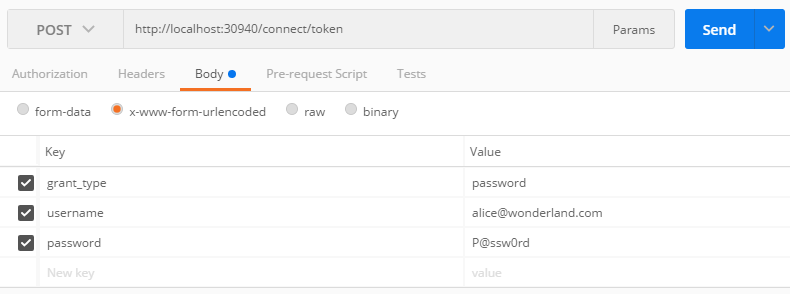 POST http://localhost:30940/connect/token Params Send
Authorization Headers Body Pre-request Script Tests
form-data x-www-form-urlencoded raw binary
Key Value
grant_type password
username alice@wonderland.com
password P@ssw0rd
New key value